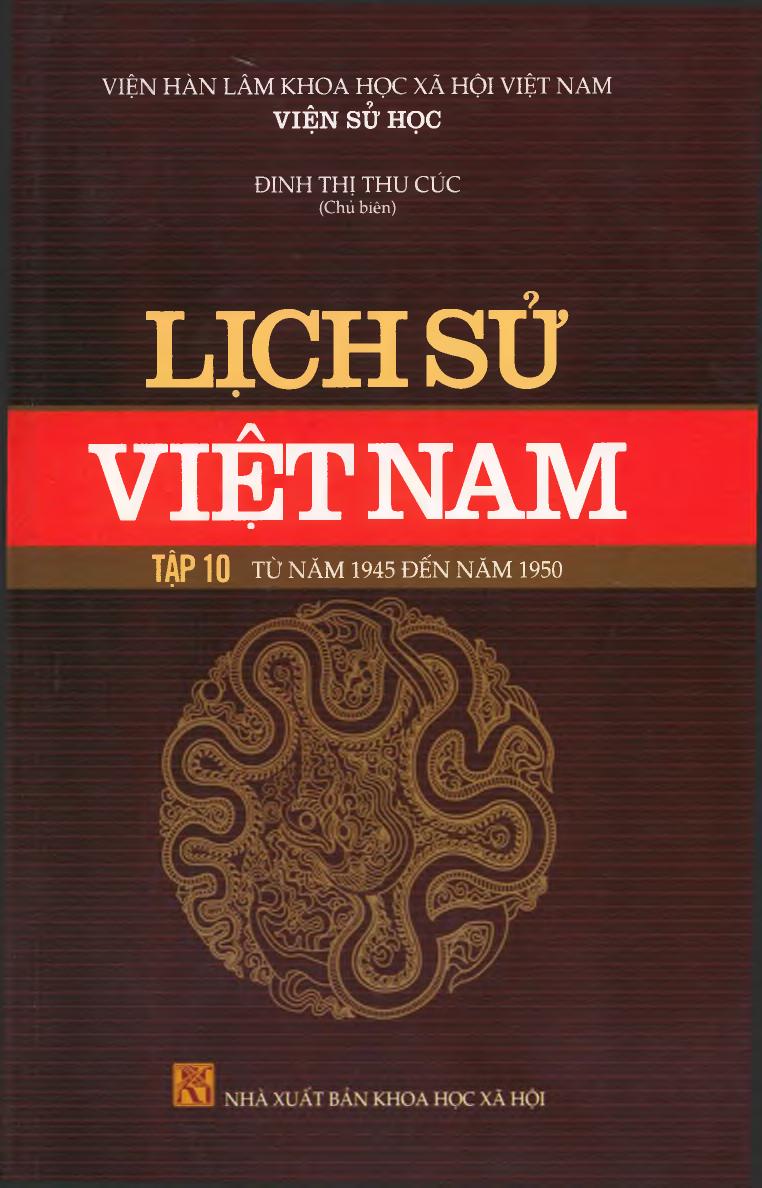 VIỆN HÀN LÂM KHOA HỌC XÃ HỘI VIỆT NAM
VIỆN SỬ HỌC
ĐINH THỊ THU CÚC
(Chủ biên)
LỊCH SỬ
VIỆT NAM
TẬP 10 TỪ NĂM 1945 ĐẾN NĂM 1950
NHÀ XUẤT BẢN KHOA HỌC XÃ HỘI